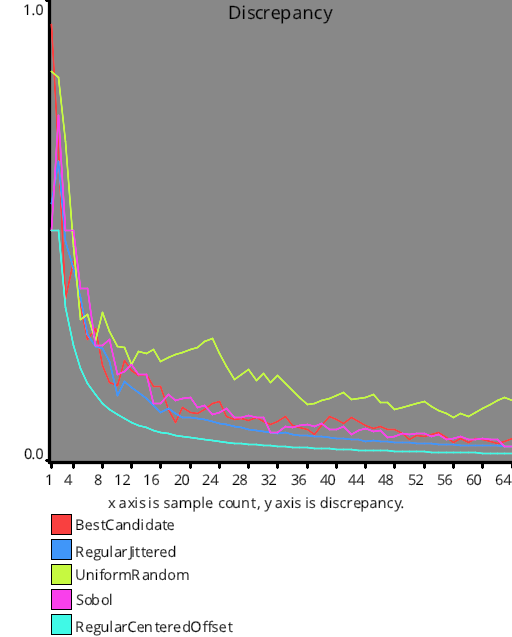 Discrepancy
1.0
0.0
1 4 8 12 16 20 24 28 32 36 40 44 48 52 56 60 64
x axis is sample count, y axis is discrepancy.
BestCandidate
RegularJittered
UniformRandom
Sobol
RegularCenteredOffset